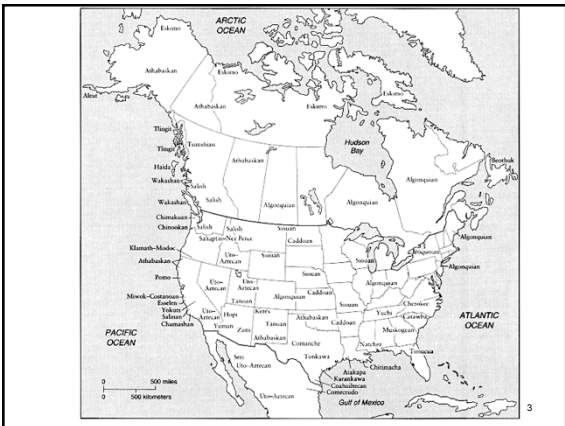 ARCTIC
OCEAN
Eskimo
Athabaskan
Eskimo
Aleut
Athabaskan
Eskimo
Eskimo
Tlingit
Tsimshian
Tlingit
Haida
Wakashan
Salish
Athabaskan
Hudson
Bay
Algonquian
Beothuk
Wakashan
Salish
Algonquian
Algonquian
Chimakuan
Chinookan
Salish
Salish
Sahaptin-Nez Perce
Siouan
Caddoan
Algonquian
Klamath-Modoc
Athabaskan
Uto-
Aztecan
Siouan
Siouan
Iroquoian
Algonquian
Pomo
Uto-
Aztecan
Uto-
Aztecan
Siouan
Algonquian
Miwok-Costanoan
Esselen
Yokuts
Salinan
Chumashan
Tanoan
Algonquian
Caddoan
Siouan
Cherokee
Catawba
Uto-
Aztecan
Hopi
Keres
Tanoan
Athabaskan
Caddoan
Yuchi
Muskogean
ATLANTIC
OCEAN
Yuman
Zuni
Athabaskan
Comanche
Natchez
Timucua
PACIFIC
OCEAN
Seri
Uto-Aztecan
Tonkawa
Chitimacha
Atakapa
Karankawa
Coahuiltecan
Comecrudo
Uto-Aztecan
Gulf of Mexico
0 500 miles
0 500 kilometers
3